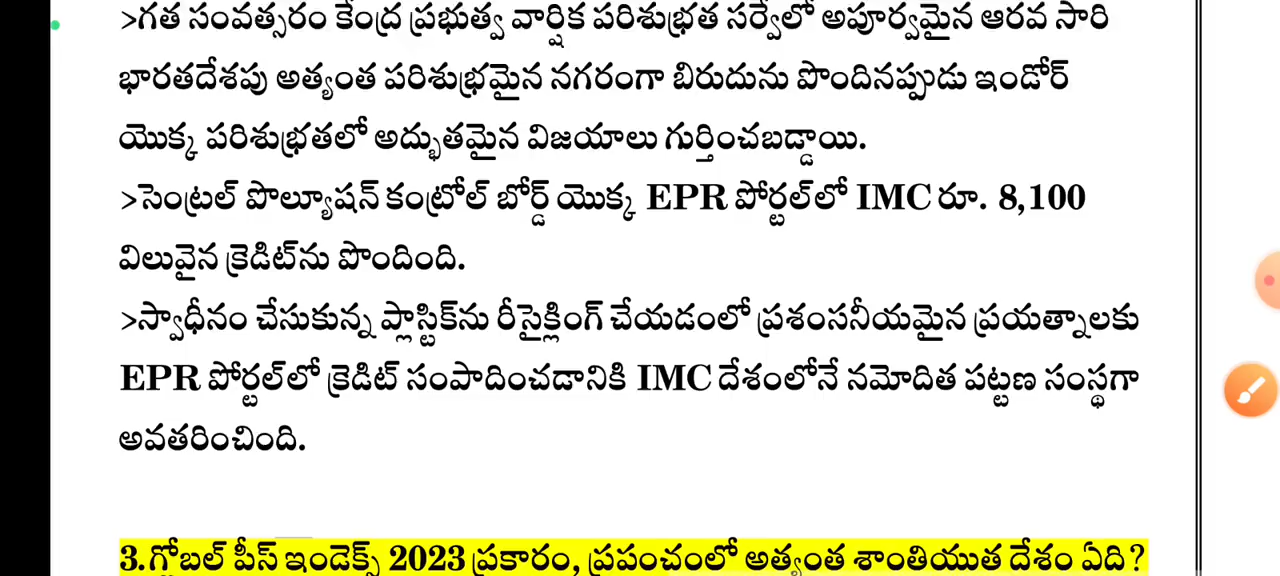 >గత సంవత్సరం కేంద్ర ప్రభుత్వ వార్షిక పరిశుభ్రత సర్వేలో అపూర్వమైన ఆరవ సారి
భారతదేశపు అత్యంత పరిశుభ్రమైన నగరంగా బిరుదును పొందినప్పుడు ఇండోర్
యొక్క పరిశుభ్రతలో అద్భుతమైన విజయాలు గుర్తించబడ్డాయి.
>సెంట్రల్ పొల్యూషన్ కంట్రోల్ బోర్డ్ యొక్క EPR పోర్టల్‌లో IMC రూ. 8,100
విలువైన క్రెడిట్‌ను పొందింది.
>స్వాధీనం చేసుకున్న ప్లాస్టిక్‌ను రీసైక్లింగ్ చేయడంలో ప్రశంసనీయమైన ప్రయత్నాలకు
EPR పోర్టల్‌లో క్రెడిట్ సంపాదించడానికి IMC దేశంలోనే నమోదిత పట్టణ సంస్థగా
అవతరించింది.
3.గ్లోబల్ పీస్ ఇండెక్స్ 2023 ప్రకారం, ప్రపంచంలో అత్యంత శాంతియుత దేశం ఏది?